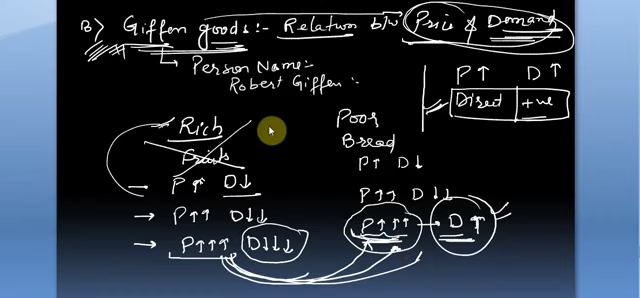 B) Giffen goods :- Relation b/w Price & Demand
Person Name:-
Robert Giffen :-
P↑ D↑
Direct +ve
Rich
P↑ D↓
P↑↑ D↓↓
P↑↑↑ D↓↓↓
Poor
Bread
P↑ D↓
P↑↑ D↓↓
P↑↑↑ → D↑